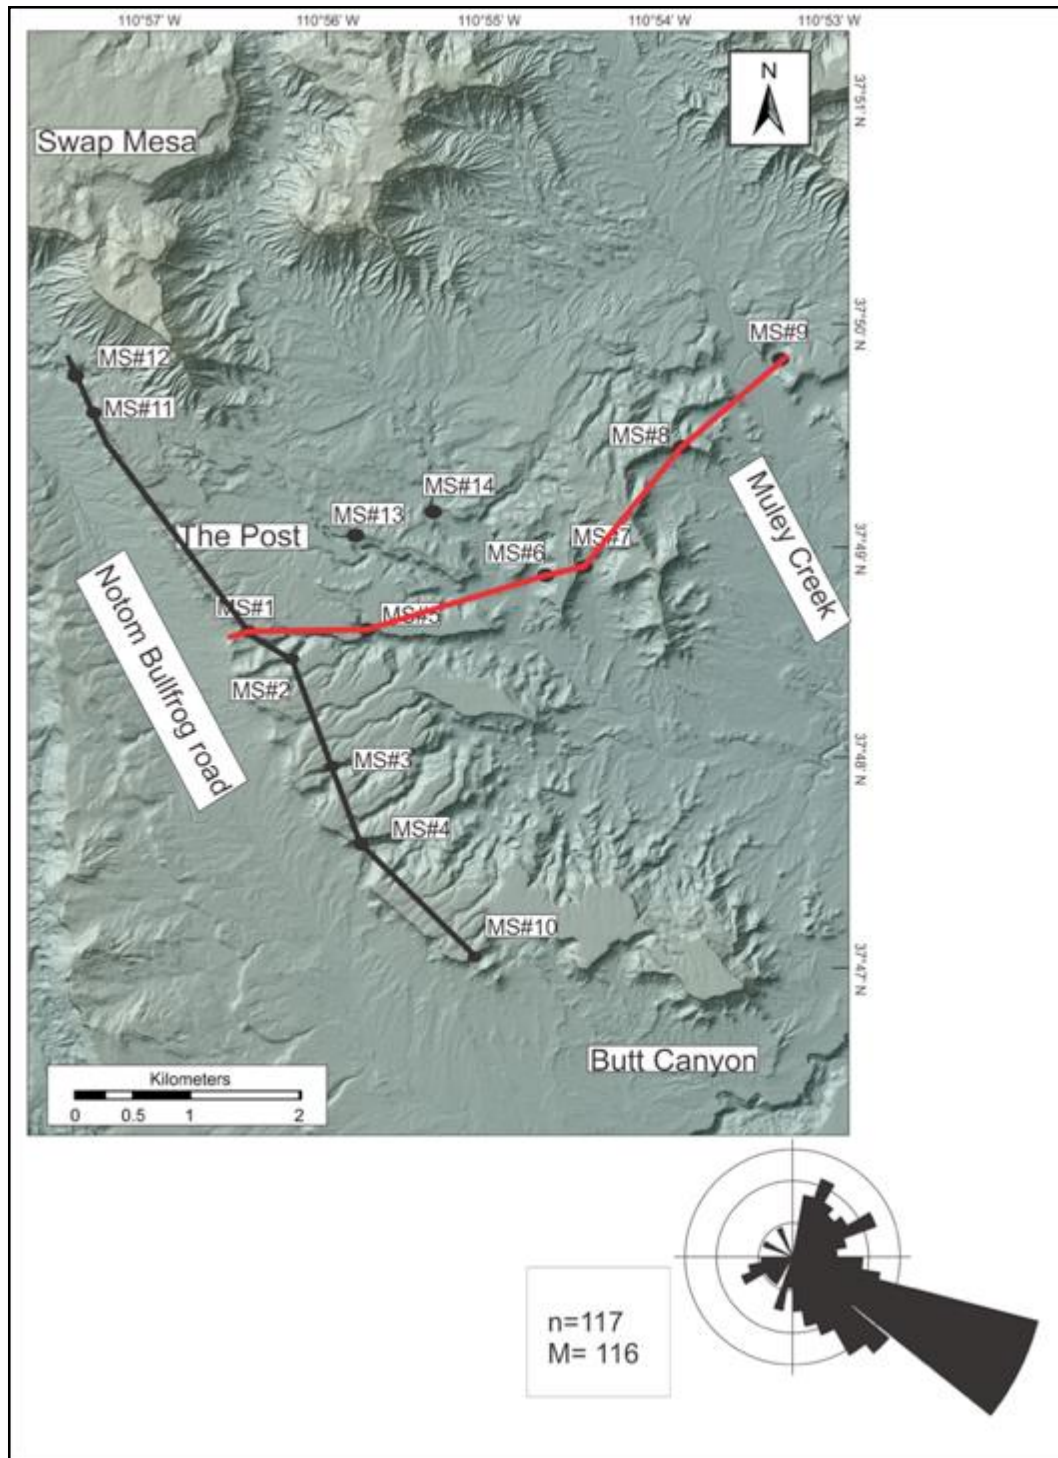 110°57' W
110°56' W
110°55' W
110°54' W
110°53' W
N
37°51' N
Swap Mesa
37°50' N
MS#9
MS#12
MS#11
MS#8
MS#14
MS#13
The Post
MS#7
MS#6
37°49' N
Muley Creek
Notom Bullfrog road
MS#1
MS#5
MS#2
MS#3
37°48' N
MS#4
MS#10
37°47' N
Butt Canyon
Kilometers
0 0.5 1 2
n=117
M= 116